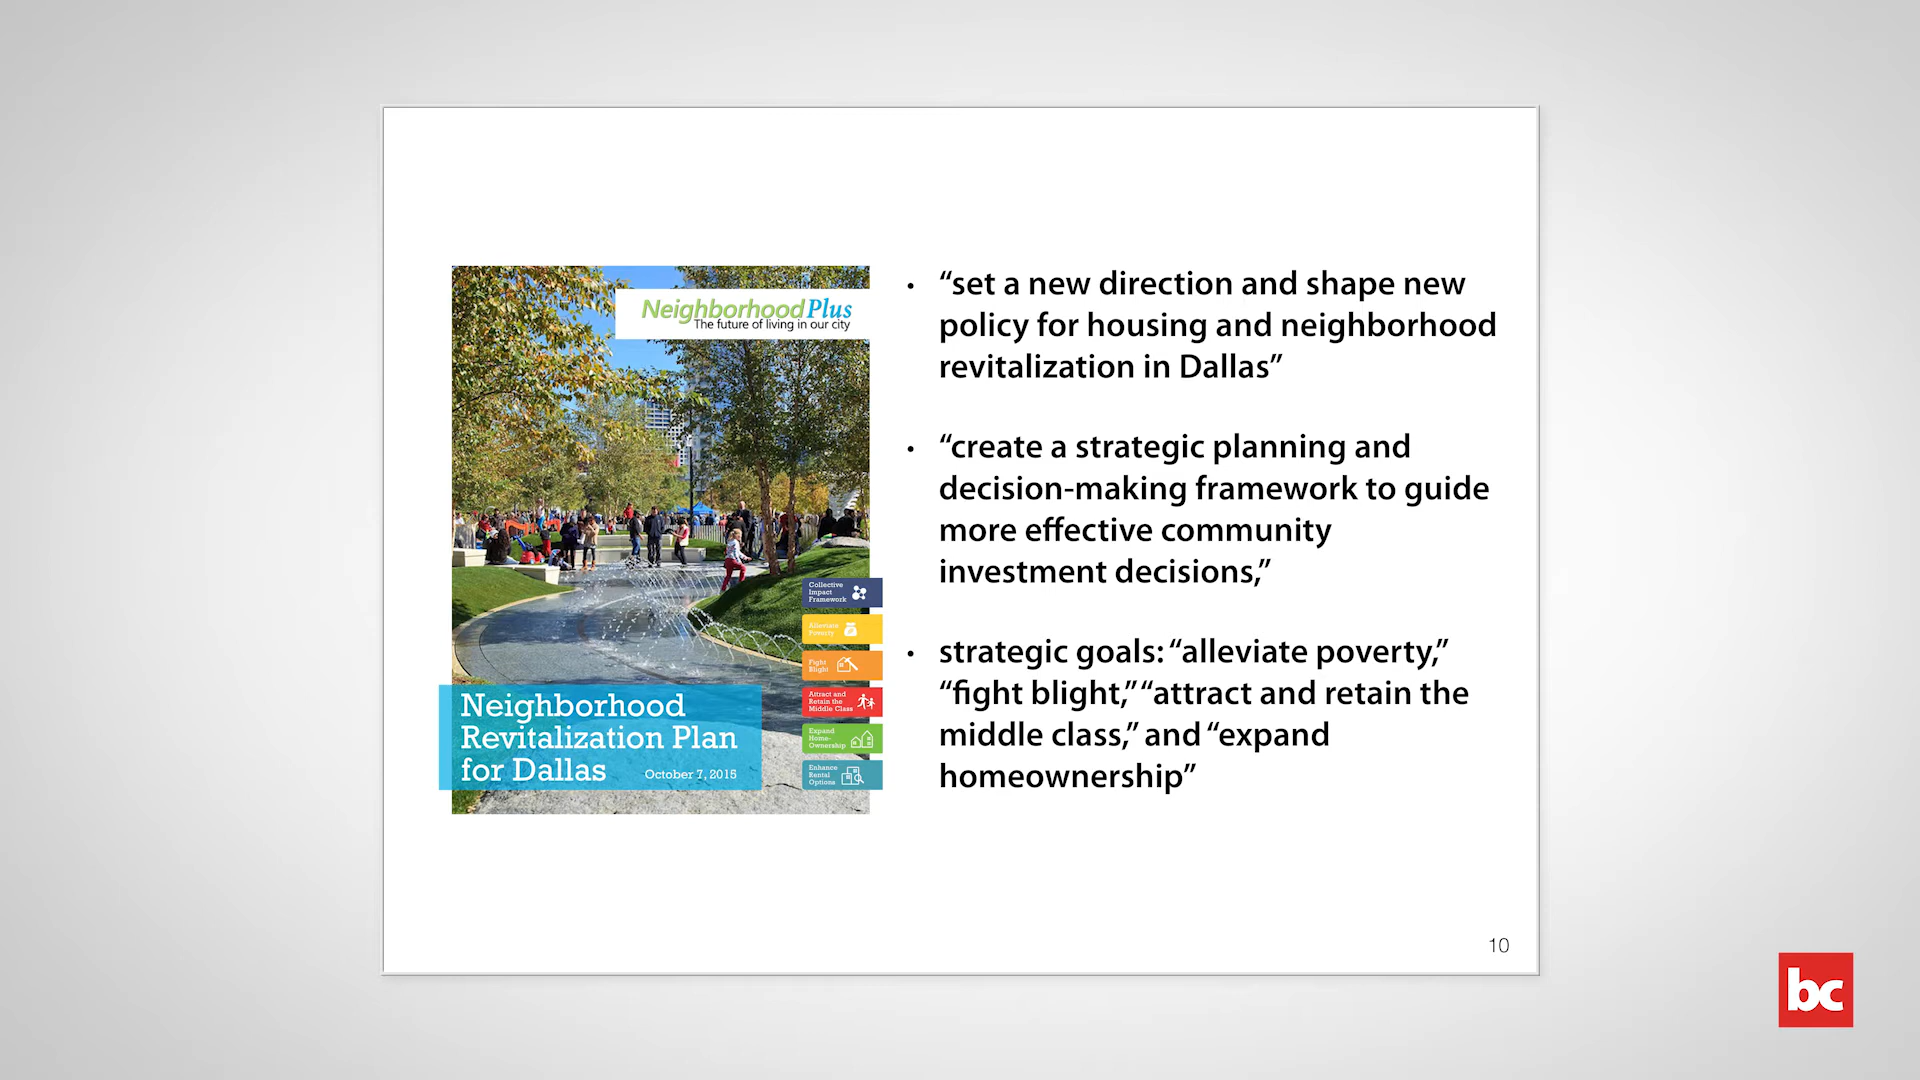 Neighborhood Plus
The future of living in our city
Collective
Impact
Framework
Alleviate
Poverty
Fight
Blight
Attract and
Retain the
Middle Class
Expand
Home-
Ownership
Enhance
Rental
Options
Neighborhood
Revitalization Plan
for Dallas October 7, 2015
• “set a new direction and shape new
policy for housing and neighborhood
revitalization in Dallas”
• “create a strategic planning and
decision-making framework to guide
more effective community
investment decisions,”
• strategic goals: “alleviate poverty,”
“fight blight,” “attract and retain the
middle class,” and “expand
homeownership”
10
bc